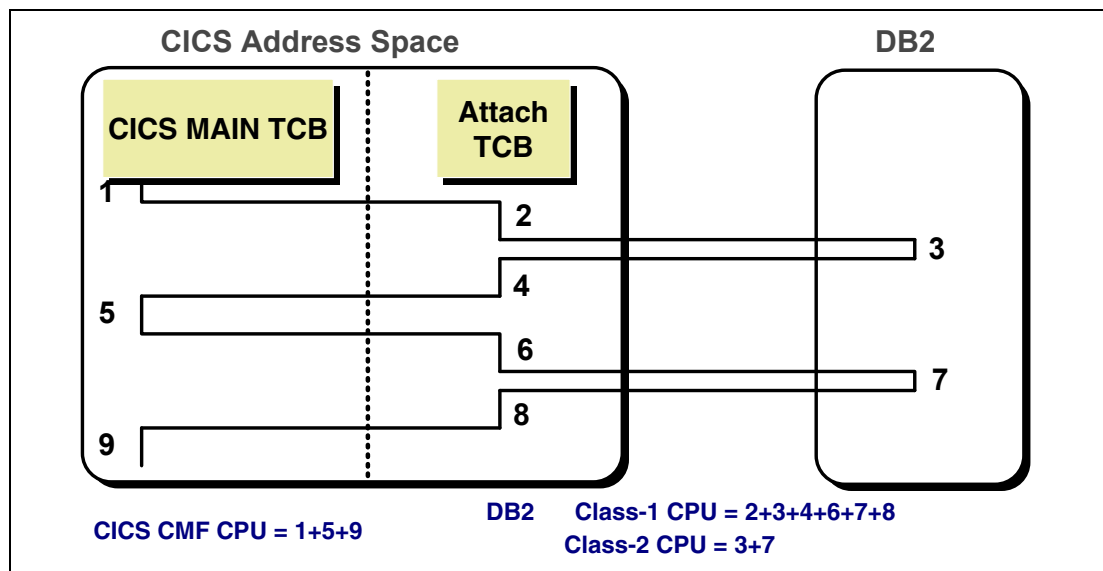 CICS Address Space
DB2
CICS MAIN TCB
Attach
TCB
1
2
3
4
5
6
7
8
9
CICS CMF CPU = 1+5+9
DB2 Class-1 CPU = 2+3+4+6+7+8
Class-2 CPU = 3+7